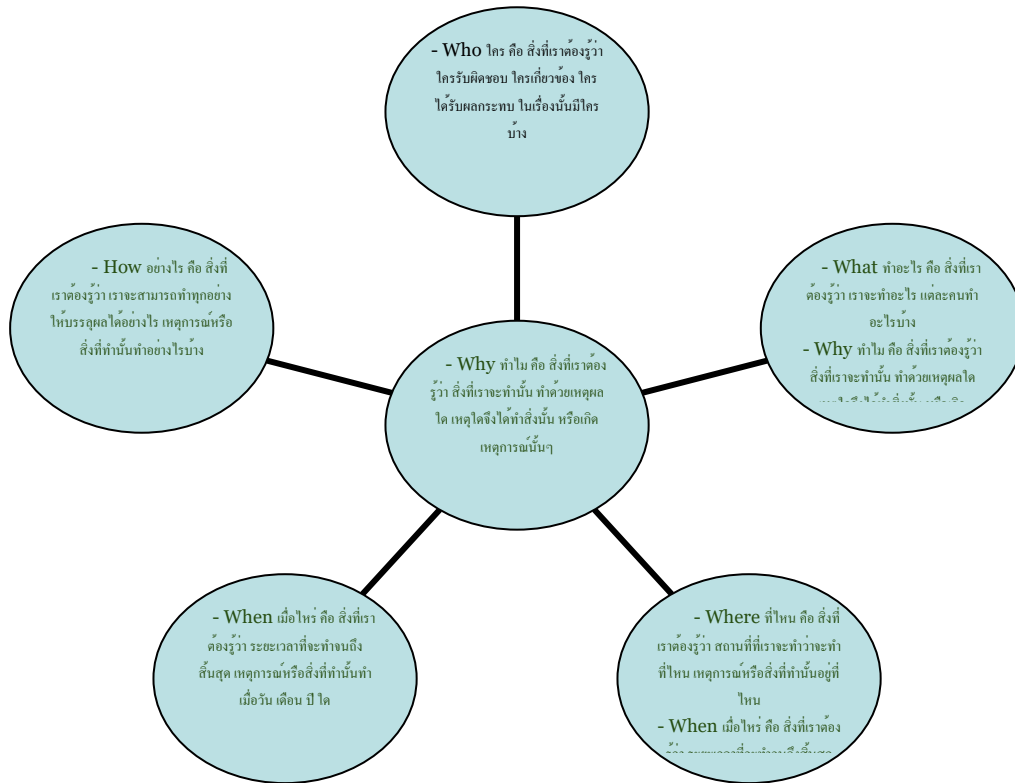 - Who ใคร คือ สิ่งที่เราต้องรู้ว่า
ใครรับผิดชอบ ใครเกี่ยวข้อง ใคร
ได้รับผลกระทบ ในเรื่องนั้นมีใคร
บ้าง
- How อย่างไร คือ สิ่งที่
เราต้องรู้ว่า เราจะสามารถทำทุกอย่าง
ให้บรรลุผลได้อย่างไร เหตุการณ์หรือ
สิ่งที่ทำนั้นทำอย่างไรบ้าง
- What ทำอะไร คือ สิ่งที่เรา
ต้องรู้ว่า เราจะทำอะไร แต่ละคนทำ
อะไรบ้าง
- Why ทำไม คือ สิ่งที่เราต้องรู้ว่า
สิ่งที่เราจะทำนั้น ทำด้วยเหตุผลใด
- Why ทำไม คือ สิ่งที่เราต้อง
รู้ว่า สิ่งที่เราจะทำนั้น ทำด้วยเหตุผล
ใด เหตุใดจึงได้ทำสิ่งนั้น หรือเกิด
เหตุการณ์นั้นๆ
- When เมื่อไหร่ คือ สิ่งที่เรา
ต้องรู้ว่า ระยะเวลาที่จะทำจนถึง
สิ้นสุด เหตุการณ์หรือสิ่งที่ทำนั้นทำ
เมื่อวัน เดือน ปี ใด
- Where ที่ไหน คือ สิ่งที่
เราต้องรู้ว่า สถานที่ที่เราจะทำว่าจะทำ
ที่ไหน เหตุการณ์หรือสิ่งที่ทำนั้นอยู่ที่
ไหน
- When เมื่อไหร่ คือ สิ่งที่เราต้อง